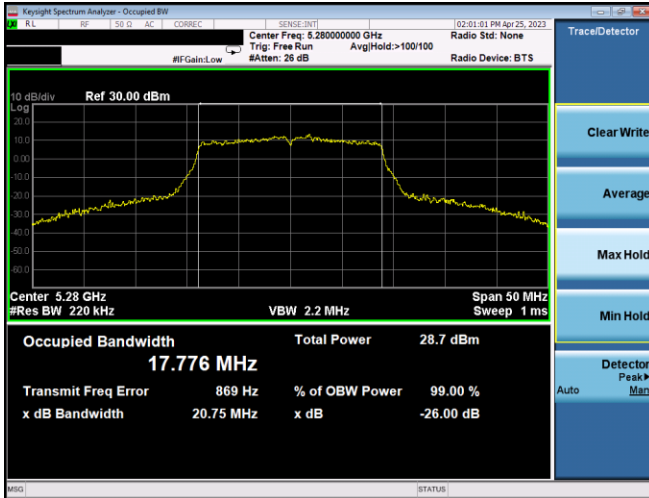 Keysight Spectrum Analyzer - Occupied BW
RL RF 50 Ω AC CORREC SENSE:INT 02:01:01 PM Apr 25, 2023
Center Freq: 5.280000000 GHz Radio Std: None
Trig: Free Run Avg|Hold:>100/100
#IFGain:Low #Atten: 26 dB Radio Device: BTS
Trace/Detector
10 dB/div Ref 30.00 dBm
Log
20.0
10.0
0.00
-10.0
-20.0
-30.0
-40.0
-50.0
-60.0
Center 5.28 GHz Span 50 MHz
#Res BW 220 kHz VBW 2.2 MHz Sweep 1 ms
Occupied Bandwidth Total Power 28.7 dBm
17.776 MHz
Transmit Freq Error 869 Hz % of OBW Power 99.00 %
x dB Bandwidth 20.75 MHz x dB -26.00 dB
Clear Write
Average
Max Hold
Min Hold
Detector
Peak▶
Auto Man
MSG STATUS